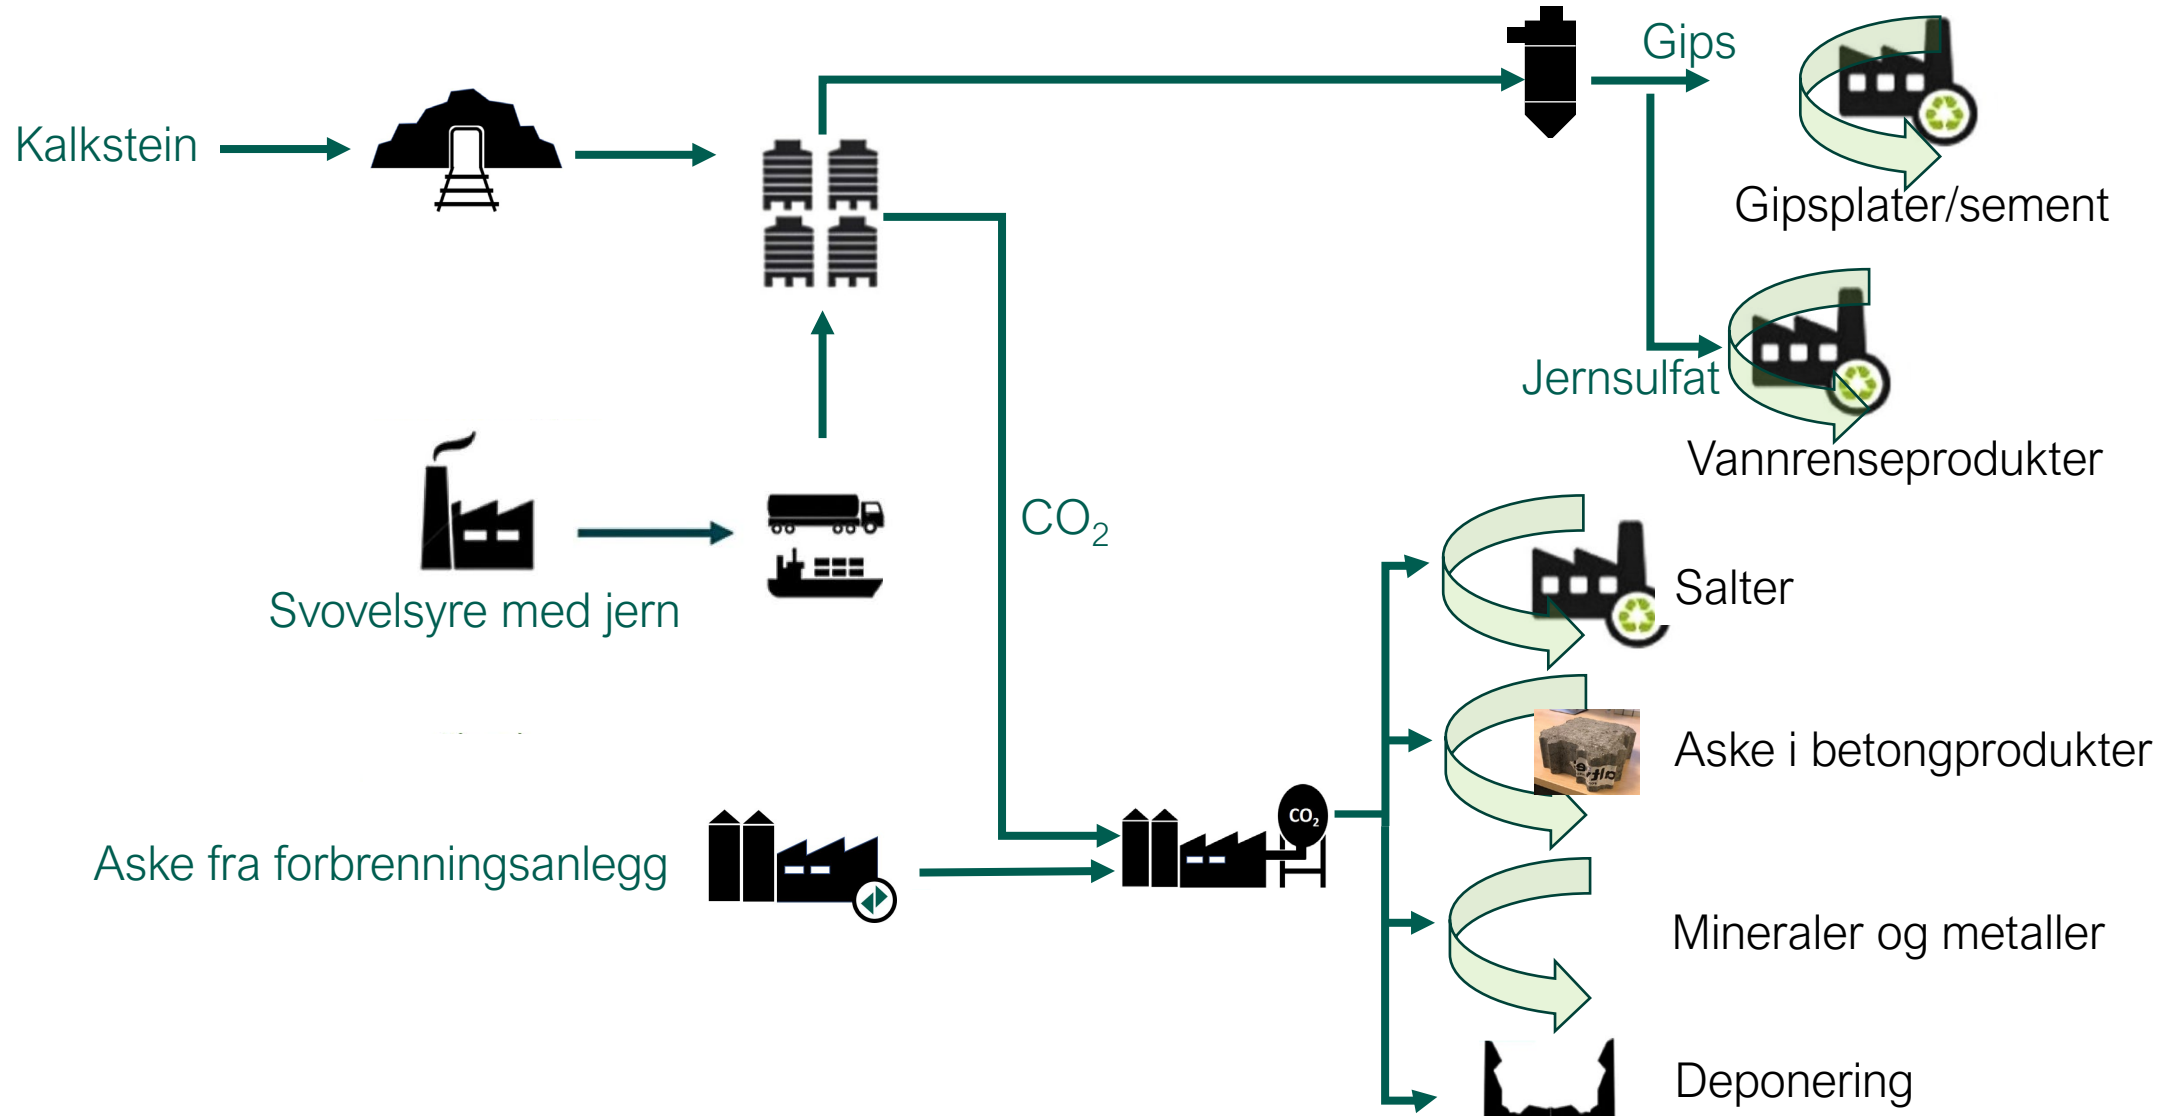 Gips
Kalkstein
Gipsplater/sement
Jernsulfat
Vannrenseprodukter
CO₂
Salter
Svovelsyre med jern
Aske i betongprodukter
CO₂
Aske fra forbrenningsanlegg
Mineraler og metaller
Deponering